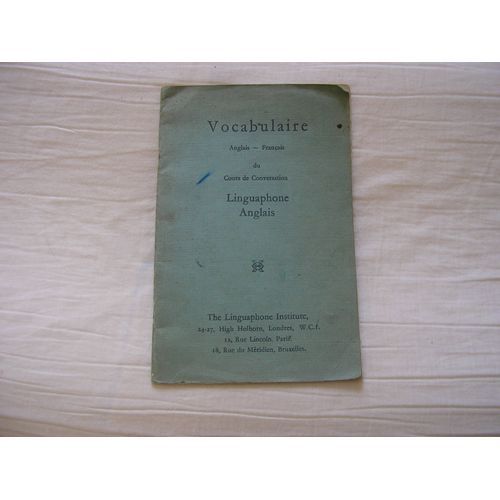 Vocabulaire
Anglais — Français
du
Cours de Conversation
Linguaphone
Anglais
The Linguaphone Institute,
24-27, High Holborn, Londres, W.C.1.
12, Rue Lincoln. Paris.
18, Rue du Méridien, Bruxelles.